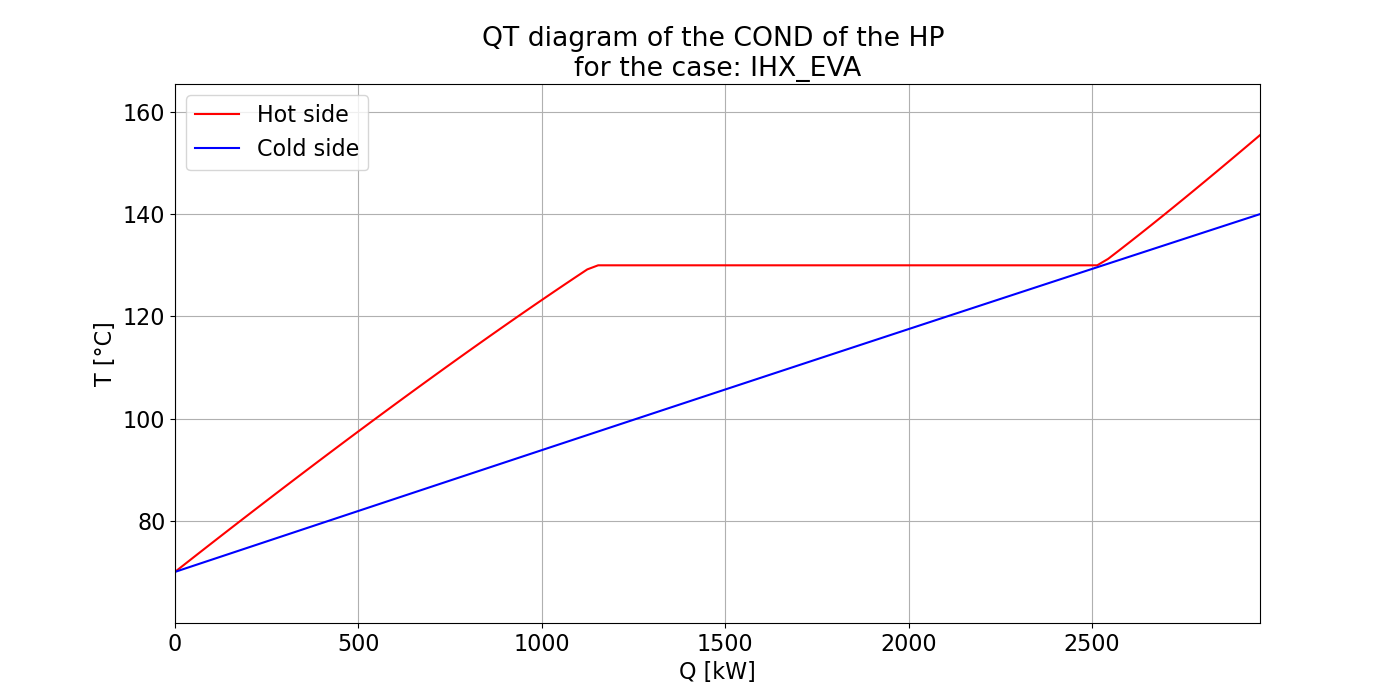 QT diagram of the COND of the HP
for the case: IHX_EVA
Hot side
Cold side
T [°C]
160
140
120
100
80
0 500 1000 1500 2000 2500
Q [kW]